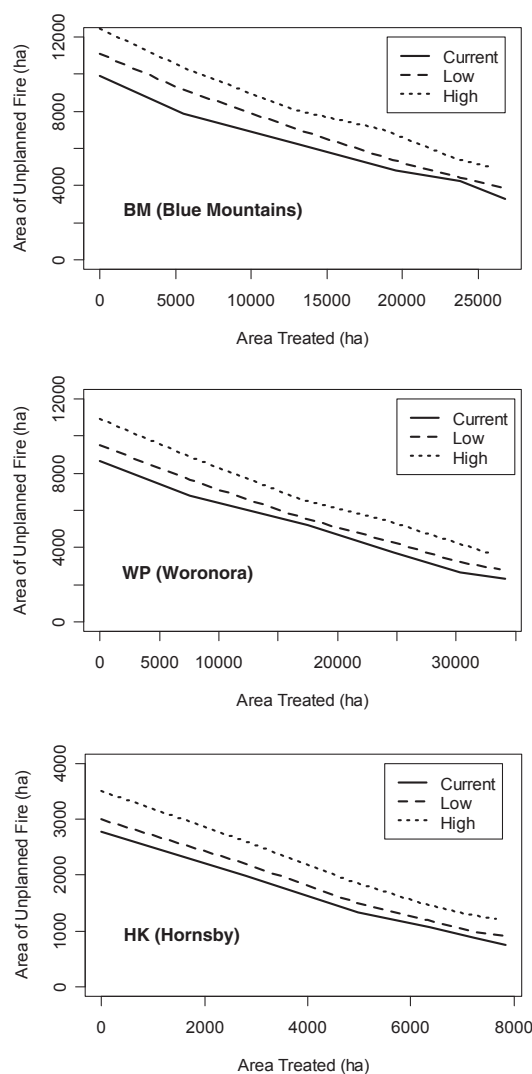 Area of Unplanned Fire (ha)
12000
8000
4000
0
Current
Low
High
BM (Blue Mountains)
0 5000 10000 15000 20000 25000
Area Treated (ha)
Area of Unplanned Fire (ha)
12000
8000
4000
0
Current
Low
High
WP (Woronora)
0 5000 10000 20000 30000
Area Treated (ha)
Area of Unplanned Fire (ha)
4000
3000
2000
1000
0
Current
Low
High
HK (Hornsby)
0 2000 4000 6000 8000
Area Treated (ha)